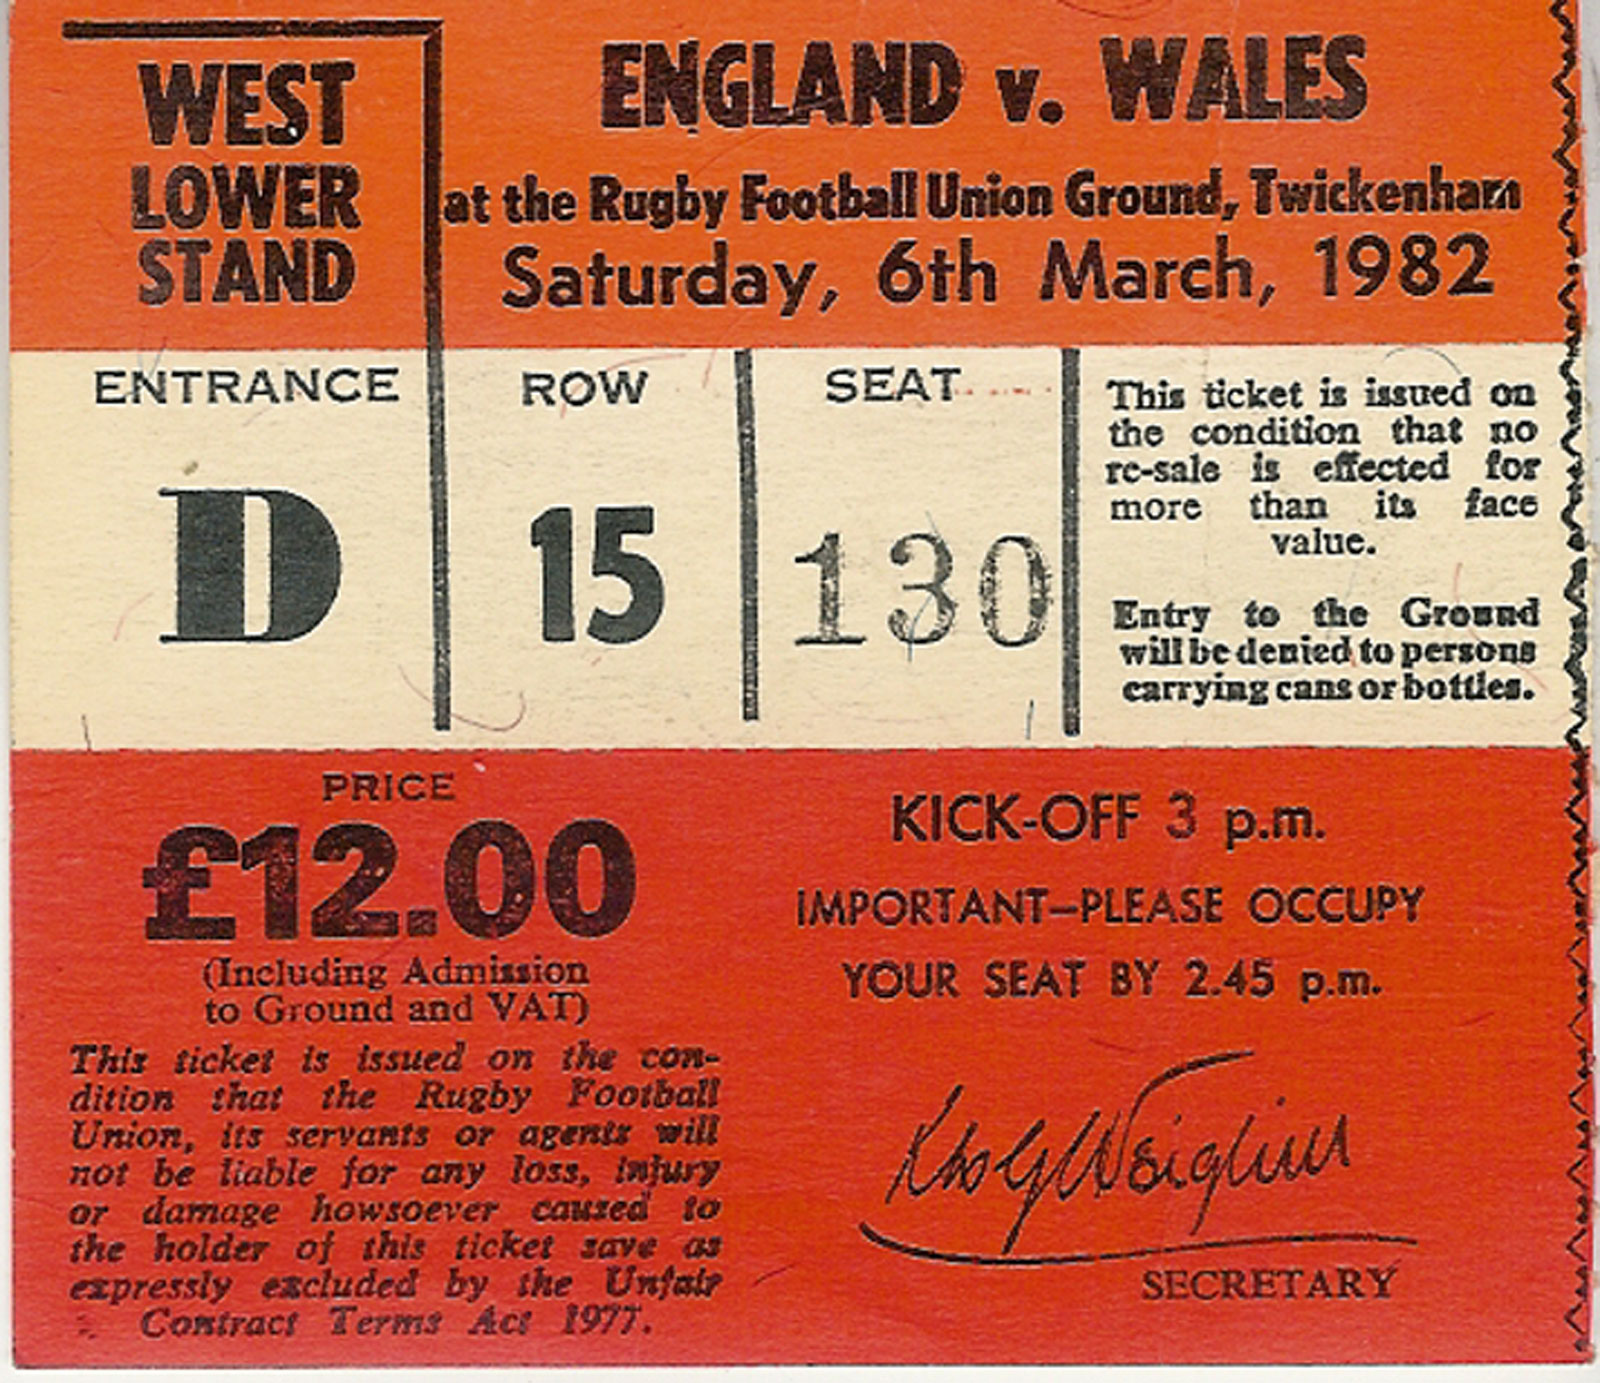 WEST
LOWER
STAND
ENGLAND v. WALES
at the Rugby Football Union Ground, Twickenham
Saturday, 6th March, 1982
ENTRANCE
D
ROW
15
SEAT
130
This ticket is issued on
the condition that no
re-sale is effected for
more than its face
value.
Entry to the Ground
will be denied to persons
carrying cans or bottles.
PRICE
£12.00
(Including Admission
to Ground and VAT)
This ticket is issued on the con-
dition that the Rugby Football
Union, its servants or agents will
not be liable for any loss, injury
or damage howsoever caused to
the holder of this ticket save as
expressly excluded by the Unfair
Contract Terms Act 1977.
KICK-OFF 3 p.m.
IMPORTANT—PLEASE OCCUPY
YOUR SEAT BY 2.45 p.m.
SECRETARY